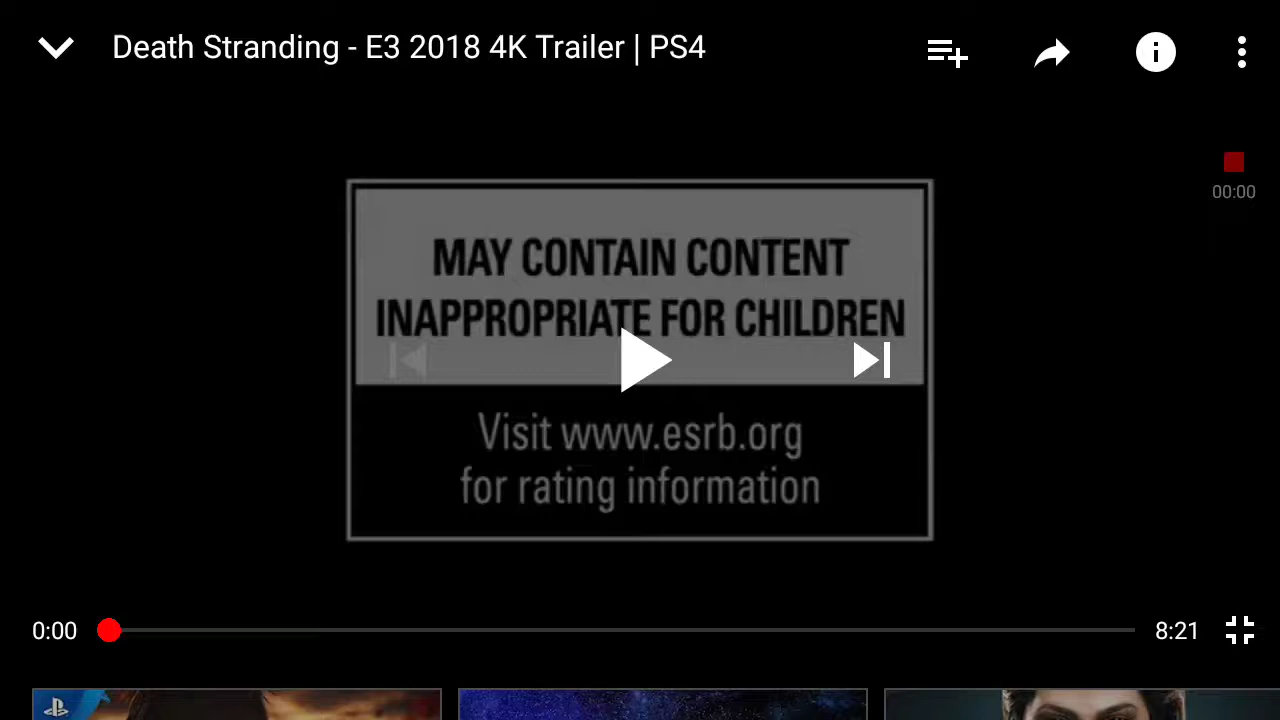 Death Stranding - E3 2018 4K Trailer | PS4
00:00
MAY CONTAIN CONTENT
INAPPROPRIATE FOR CHILDREN
Visit www.esrb.org
for rating information
0:00
8:21